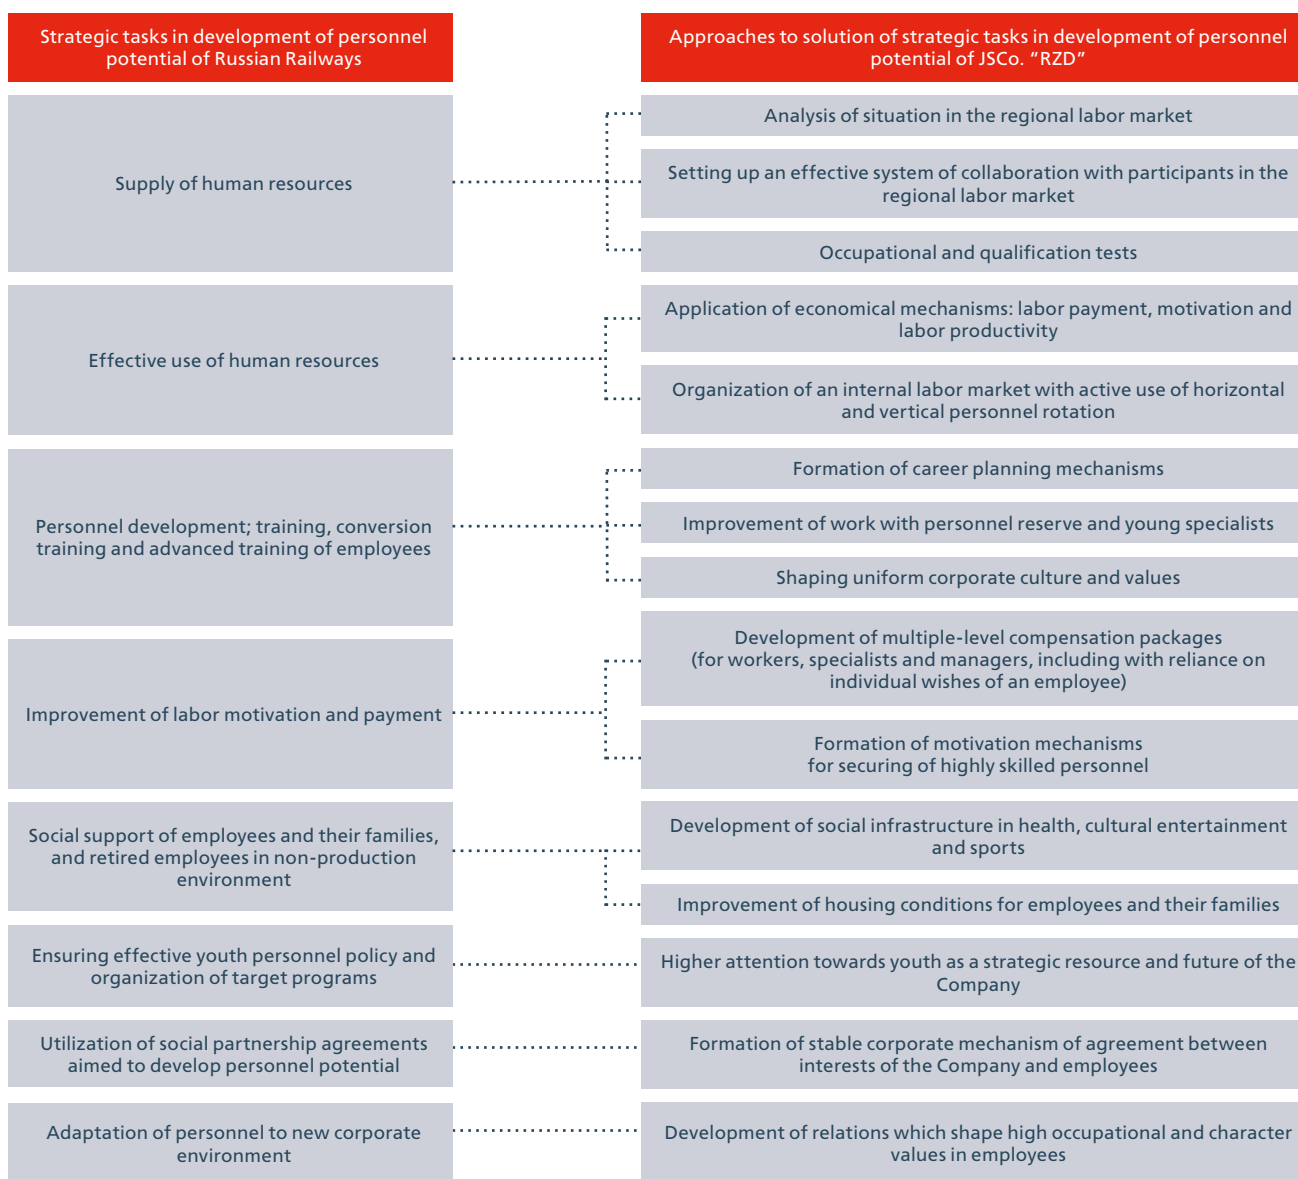 Strategic tasks in development of personnel
potential of Russian Railways
Approaches to solution of strategic tasks in development of personnel
potential of JSCo. “RZD”
Supply of human resources
Analysis of situation in the regional labor market
Setting up an effective system of collaboration with participants in the
regional labor market
Occupational and qualification tests
Effective use of human resources
Application of economical mechanisms: labor payment, motivation and
labor productivity
Organization of an internal labor market with active use of horizontal
and vertical personnel rotation
Personnel development; training, conversion
training and advanced training of employees
Formation of career planning mechanisms
Improvement of work with personnel reserve and young specialists
Shaping uniform corporate culture and values
Improvement of labor motivation and payment
Development of multiple-level compensation packages
(for workers, specialists and managers, including with reliance on
individual wishes of an employee)
Formation of motivation mechanisms
for securing of highly skilled personnel
Social support of employees and their families,
and retired employees in non-production
environment
Development of social infrastructure in health, cultural entertainment
and sports
Improvement of housing conditions for employees and their families
Ensuring effective youth personnel policy and
organization of target programs
Higher attention towards youth as a strategic resource and future of the
Company
Utilization of social partnership agreements
aimed to develop personnel potential
Formation of stable corporate mechanism of agreement between
interests of the Company and employees
Adaptation of personnel to new corporate
environment
Development of relations which shape high occupational and character
values in employees